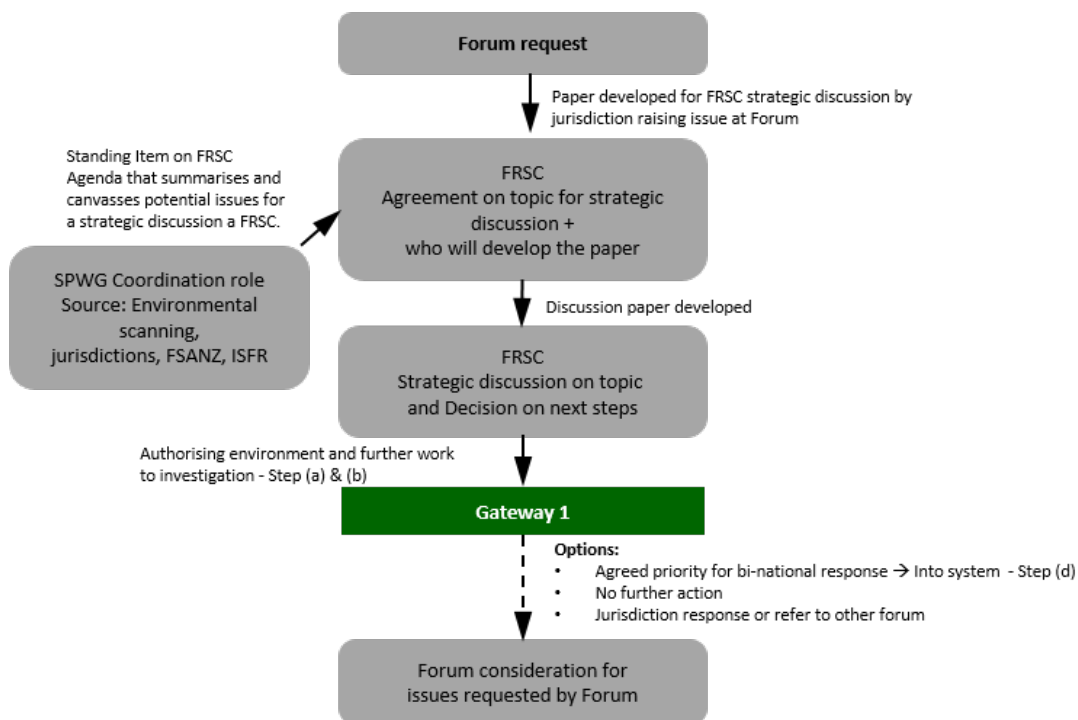 Forum request
Paper developed for FRSC strategic discussion by
jurisdiction raising issue at Forum
Standing Item on FRSC
Agenda that summarises and
canvasses potential issues for
a strategic discussion a FRSC.
FRSC
Agreement on topic for strategic
discussion +
who will develop the paper
SPWG Coordination role
Source: Environmental
scanning,
jurisdictions, FSANZ, ISFR
Discussion paper developed
FRSC
Strategic discussion on topic
and Decision on next steps
Authorising environment and further work
to investigation - Step (a) & (b)
Gateway 1
Options:
• Agreed priority for bi-national response → Into system - Step (d)
• No further action
• Jurisdiction response or refer to other forum
Forum consideration for
issues requested by Forum